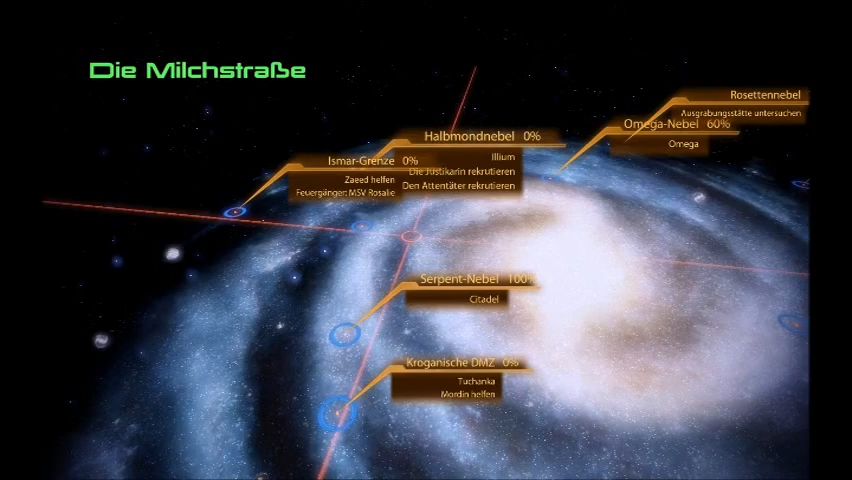 Die Milchstraße
Rosettennebel
Ausgrabungsstätte untersuchen
Omega-Nebel 60%
Omega
Halbmondnebel 0%
Illium
Die Justikarin rekrutieren
Den Attentäter rekrutieren
Ismar-Grenze 0%
Zaeed helfen
Feuergänger: MSV Rosalie
Serpent-Nebel 100%
Citadel
Kroganische DMZ 0%
Tuchanka
Mordin helfen